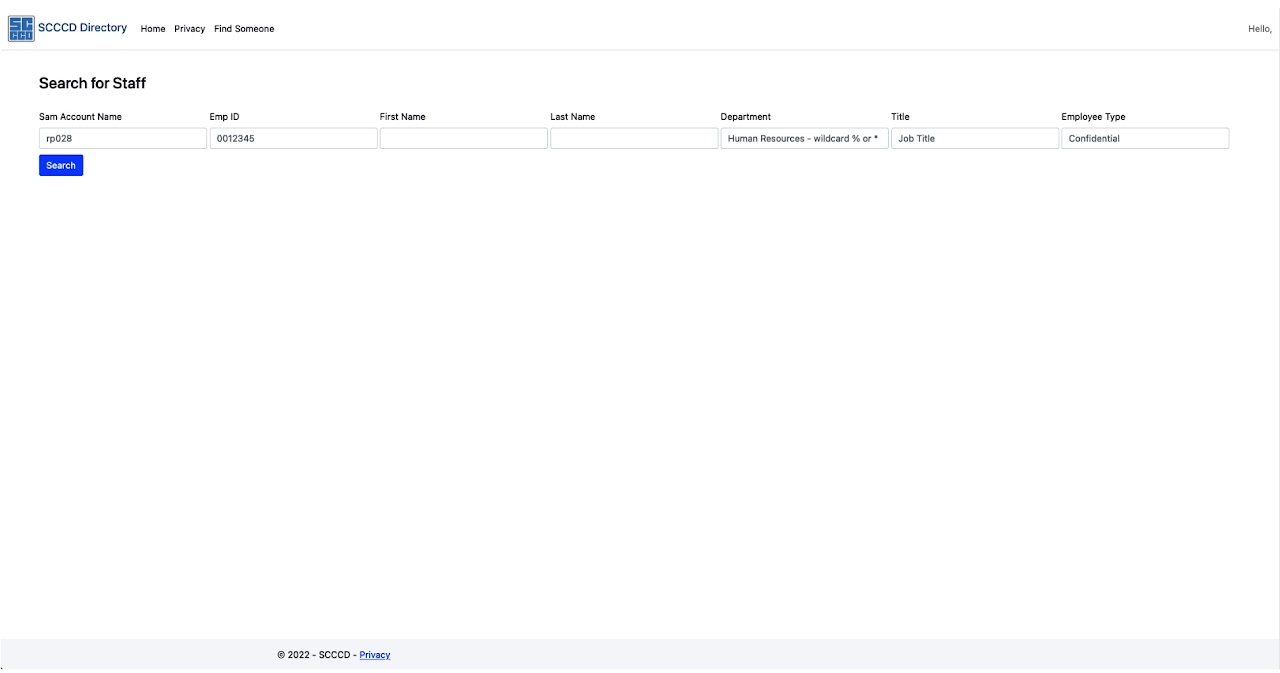 SC
CCD
SCCCD Directory Home Privacy Find Someone Hello,
Search for Staff
Sam Account Name Emp ID First Name Last Name Department Title Employee Type
rp028 0012345 Human Resources - wildcard % or * Job Title Confidential
Search
© 2022 - SCCCD - Privacy